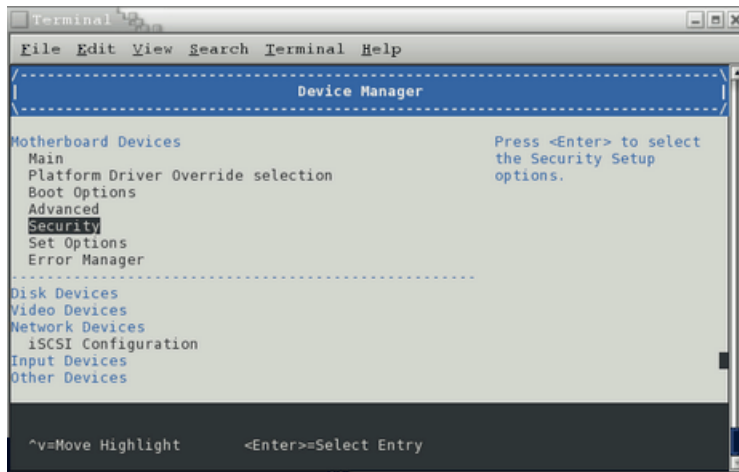 Terminal
File Edit View Search Terminal Help
/---------------------------------------------------------------------\
| Device Manager |
\---------------------------------------------------------------------/
Motherboard Devices
Press <Enter> to select
Main
the Security Setup
Platform Driver Override selection
options.
Boot Options
Advanced
Security
Set Options
Error Manager
-------------------------------------------------------
Disk Devices
Video Devices
Network Devices
iSCSI Configuration
Input Devices
Other Devices
^v=Move Highlight <Enter>=Select Entry